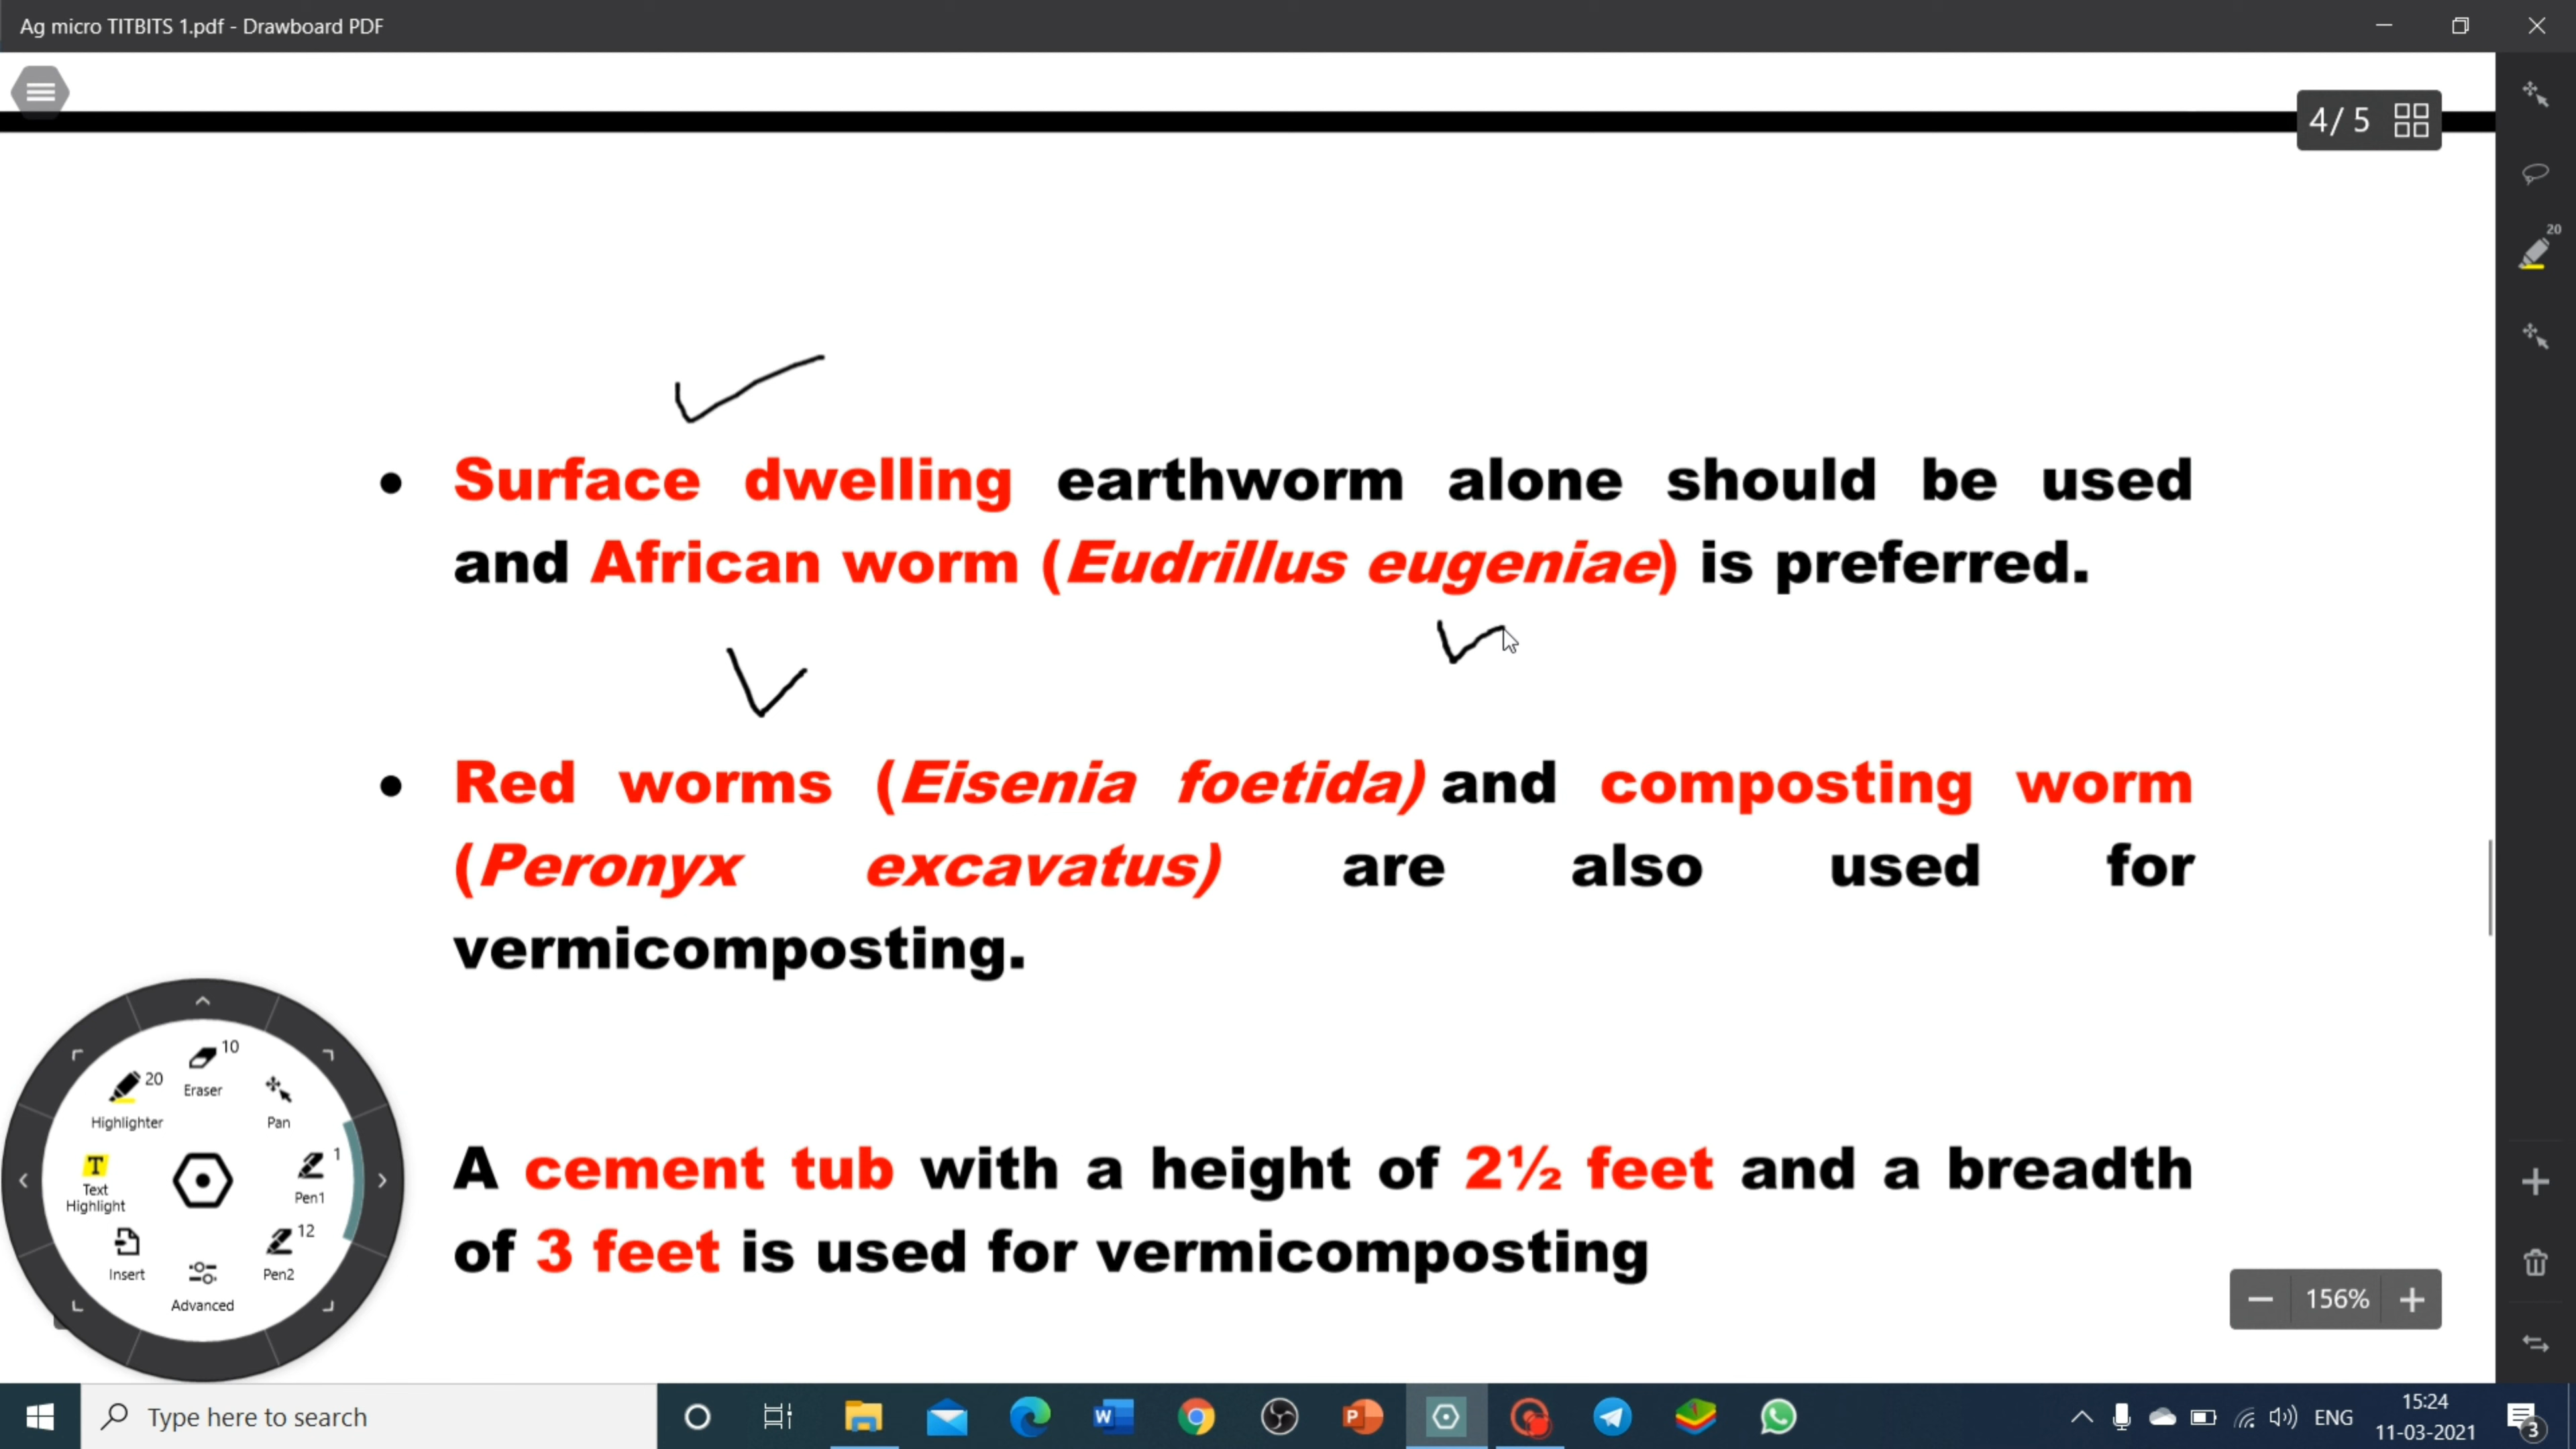 Ag micro TITBITS 1.pdf - Drawboard PDF
4/ 5
20
• Surface dwelling earthworm alone should be used
and African worm (Eudrillus eugeniae) is preferred.
• Red worms (Eisenia foetida) and composting worm
(Peronyx excavatus) are also used for
vermicomposting.
A cement tub with a height of 2½ feet and a breadth
of 3 feet is used for vermicomposting
10
Eraser
20
Highlighter
Pan
T
Text
Highlight
1
Pen1
Insert
12
Pen2
Advanced
156%
Type here to search
ENG
15:24
11-03-2021
3